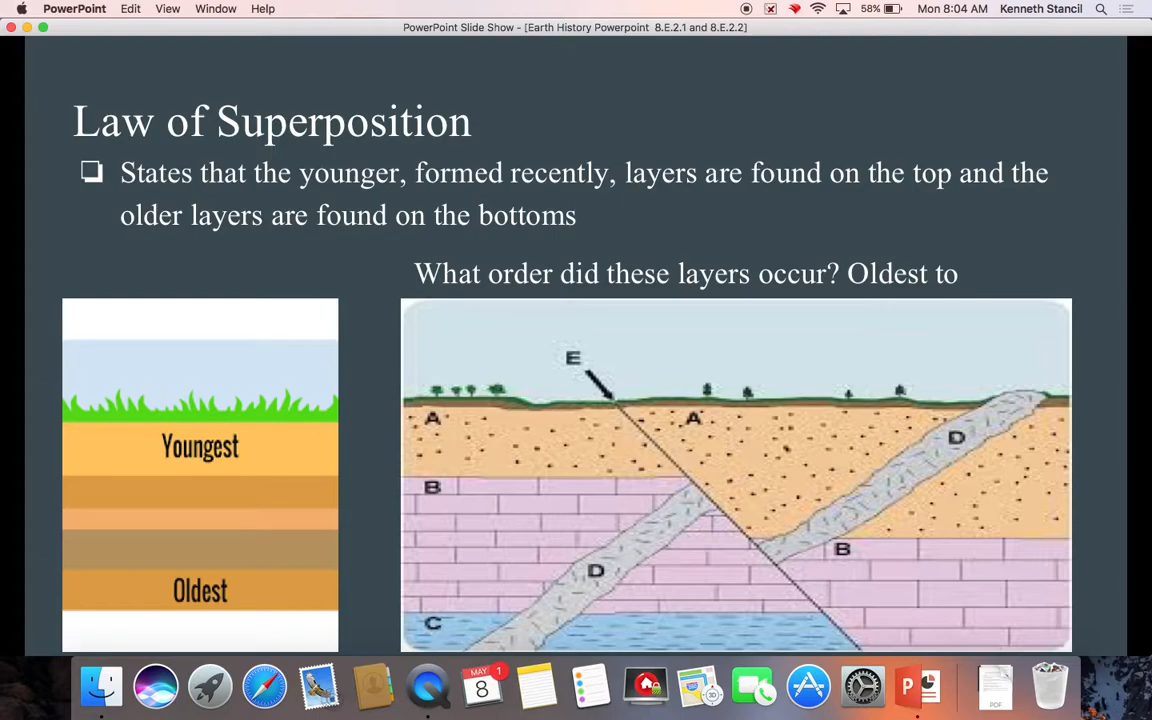 PowerPoint Edit View Window Help 58% Mon 8:04 AM Kenneth Stancil
PowerPoint Slide Show - [Earth History Powerpoint 8.E.2.1 and 8.E.2.2]
Law of Superposition
States that the younger, formed recently, layers are found on the top and the
older layers are found on the bottoms
What order did these layers occur? Oldest to
Youngest
Oldest
E
A A
D
B
B
D
C
MAY 1
8
3D
P
PDF